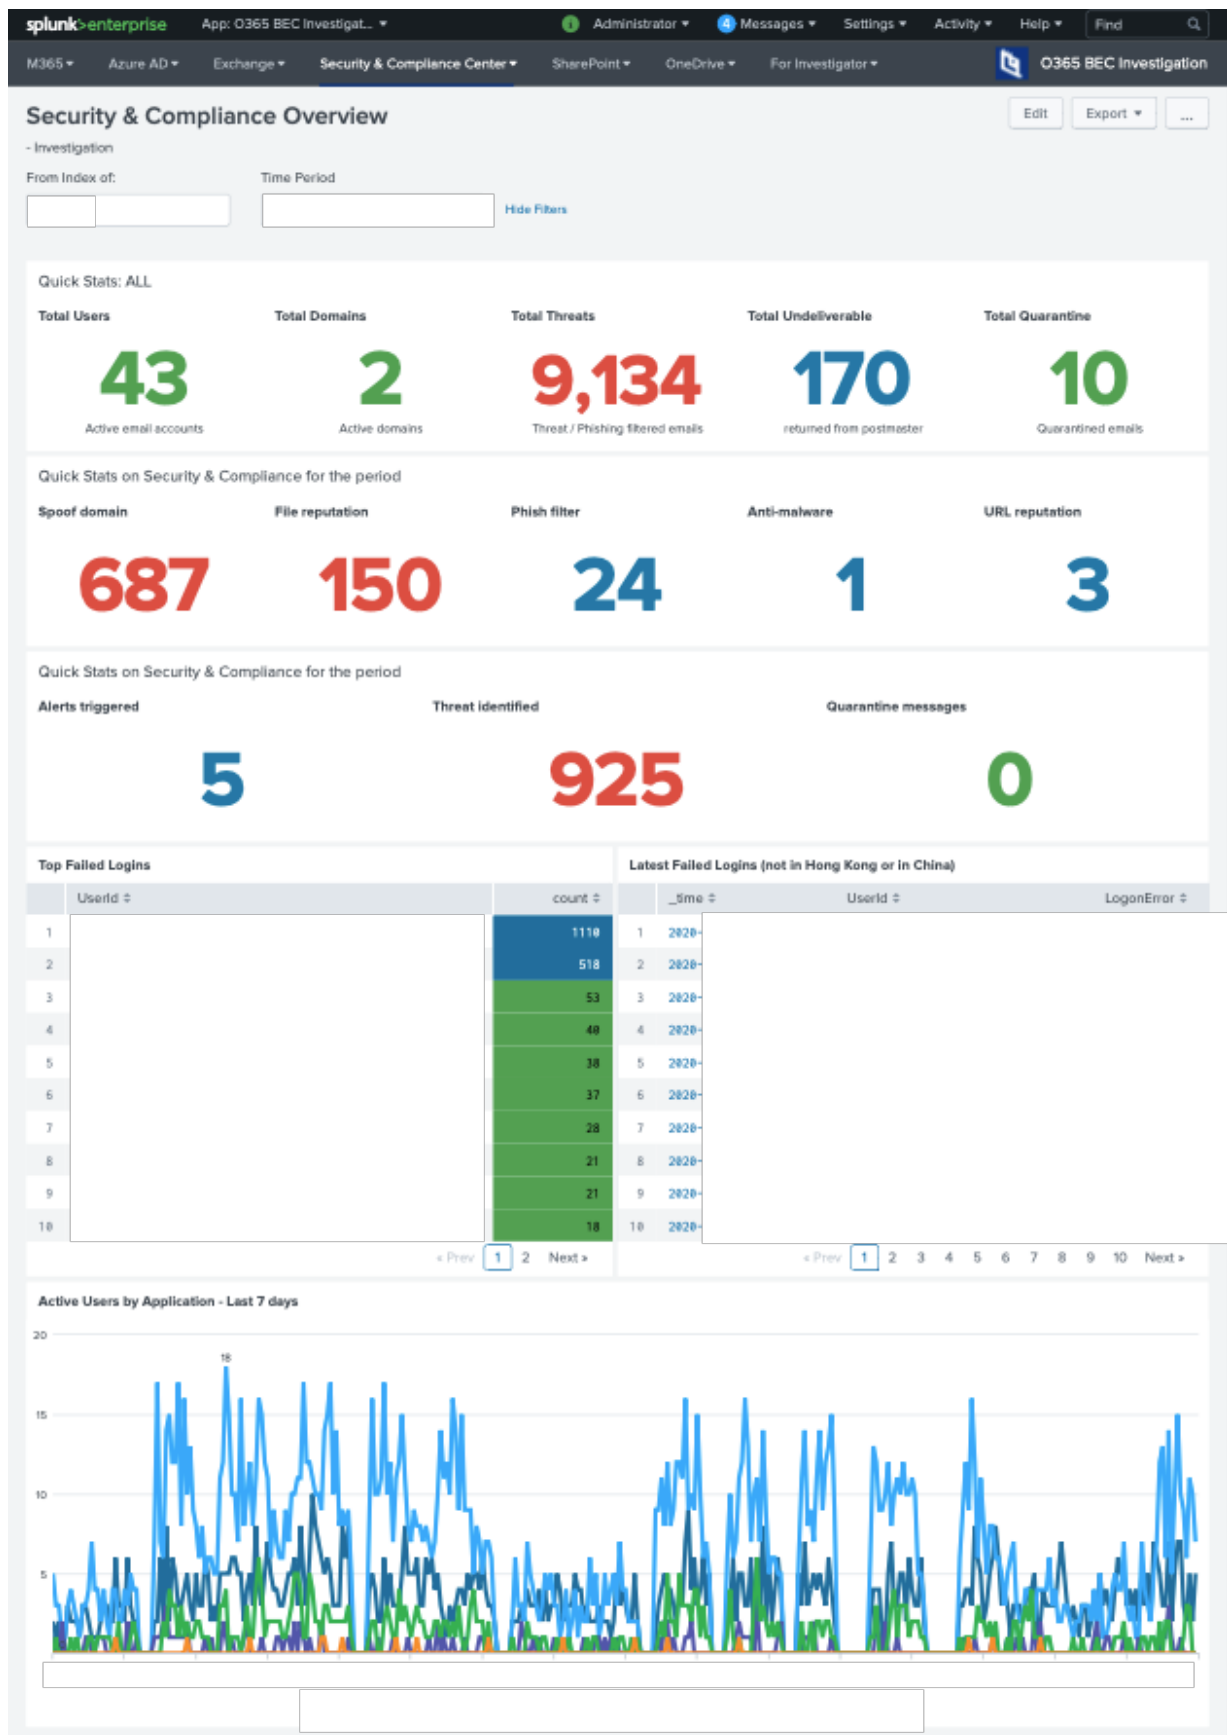 splunk>enterprise App: O365 BEC Investigat... i Administrator 4 Messages Settings Activity Help Find
M365 Azure AD Exchange Security & Compliance Center SharePoint OneDrive For Investigator O365 BEC Investigation
Security & Compliance Overview Edit Export ...
- Investigation
From Index of: Time Period
Hide Filters
Quick Stats: ALL
Total Users Total Domains Total Threats Total Undeliverable Total Quarantine
43 2 9,134 170 10
Active email accounts Active domains Threat / Phishing filtered emails returned from postmaster Quarantined emails
Quick Stats on Security & Compliance for the period
Spoof domain File reputation Phish filter Anti-malware URL reputation
687 150 24 1 3
Quick Stats on Security & Compliance for the period
Alerts triggered Threat identified Quarantine messages
5 925 0
Top Failed Logins Latest Failed Logins (not in Hong Kong or in China)
UserId count _time UserId LogonError
1 1110 1 2020-
2 518 2 2020-
3 53 3 2020-
4 40 4 2020-
5 38 5 2020-
6 37 6 2020-
7 28 7 2020-
8 21 8 2020-
9 21 9 2020-
10 18 10 2020-
« Prev 1 2 Next » « Prev 1 2 3 4 5 6 7 8 9 10 Next »
Active Users by Application - Last 7 days
20
18
15
10
5